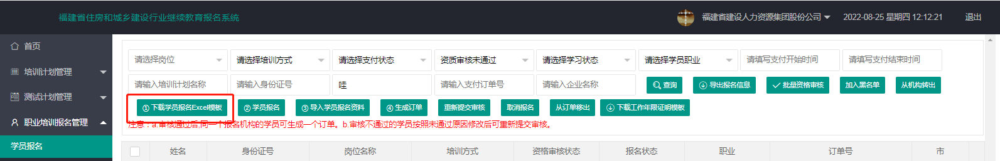 福建省住房和城乡建设行业继续教育报名系统
福建省建设人力资源集团股份公司 2022-08-25 星期四 12:12:21 退出
首页
培训计划管理
测试计划管理
职业培训报名管理
学员报名
请选择岗位 请选择培训方式 请选择支付状态 资质审核未通过 请选择学习状态 请选择学员职业 请填写支付开始时间 请填写支付结束时间
请输入培训计划名称 请输入身份证号 哇 请输入支付订单号 请输入企业名称 查询 导出报名信息 批量资格审核 加入黑名单 从机构转出
①下载学员报名Excel模板 ②学员报名 ③导入学员报名资料 ④生成订单 重新提交审核 取消报名 从订单移出 下载工作年限证明模板
注意：a.审核通过后,同一个报名机构的学员可生成一个订单。b.审核不通过的学员按照未通过原因修改后可重新提交审核。
姓名 身份证号 岗位名称 培训方式 资格审核状态 报名状态 职业 订单号 市